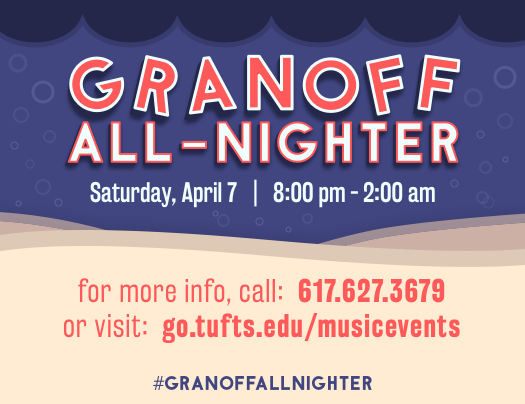 GRANOFF
ALL-NIGHTER
Saturday, April 7 | 8:00 pm - 2:00 am
for more info, call: 617.627.3679
or visit: go.tufts.edu/musicevents
#GRANOFFALLNIGHTER